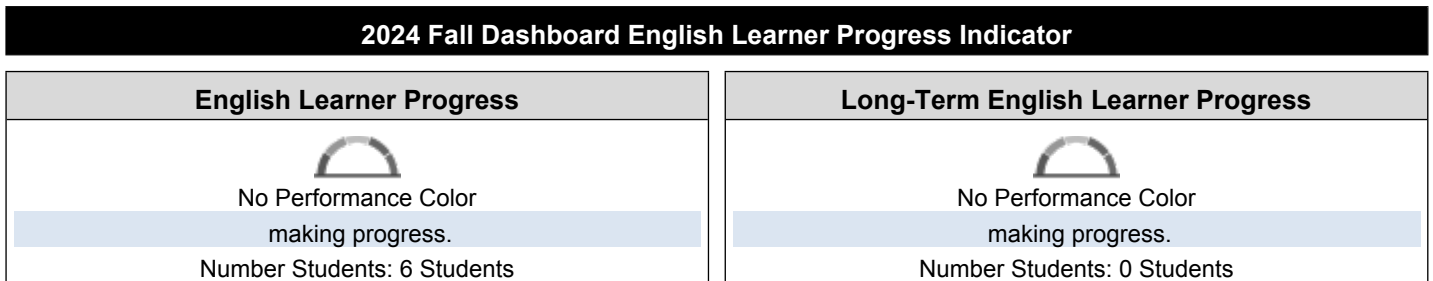 2024 Fall Dashboard English Learner Progress Indicator
English Learner Progress
No Performance Color
making progress.
Number Students: 6 Students
Long-Term English Learner Progress
No Performance Color
making progress.
Number Students: 0 Students